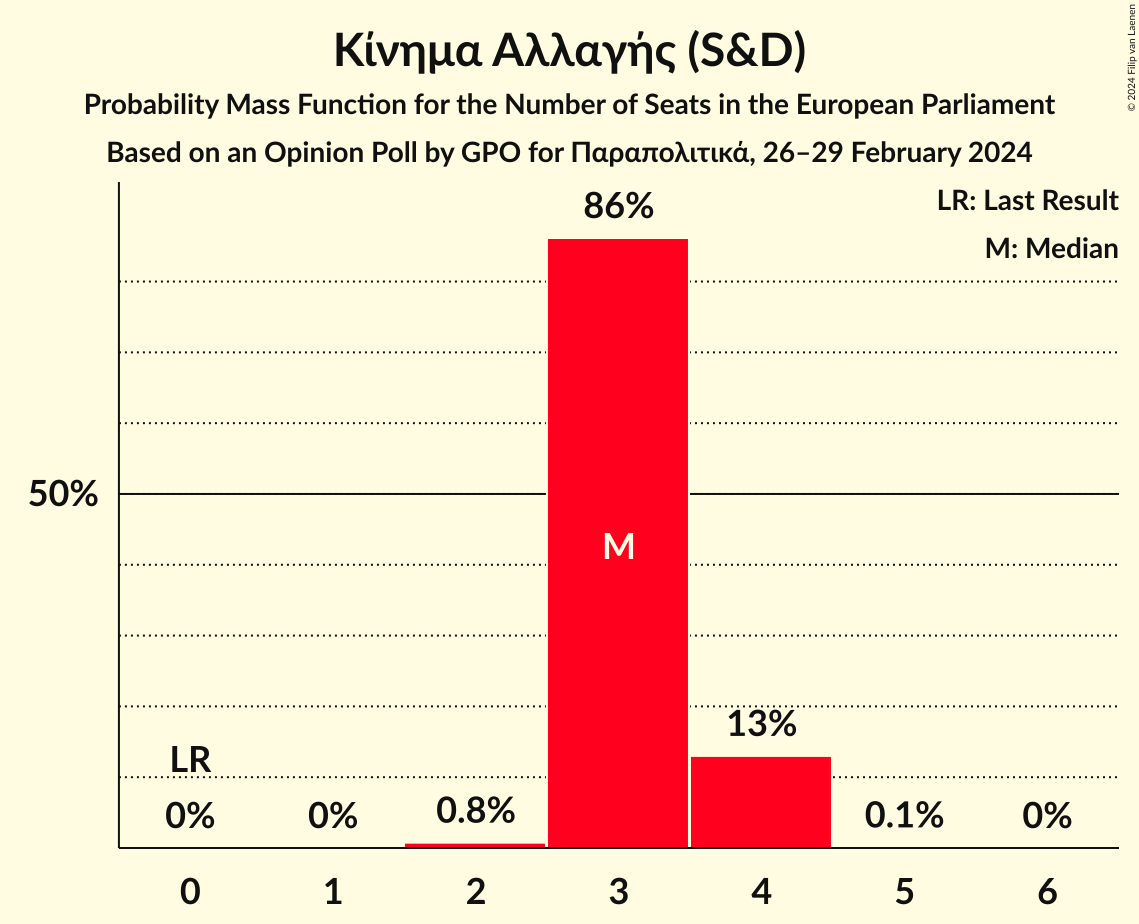 Κίνημα Αλλαγής (S&D)
Probability Mass Function for the Number of Seats in the European Parliament
Based on an Opinion Poll by GPO for Παραπολιτικά, 26–29 February 2024
© 2024 Filip van Laenen
LR: Last Result
M: Median
86%
50%
M
13%
LR
0%
0%
0.8%
0.1%
0%
0 1 2 3 4 5 6